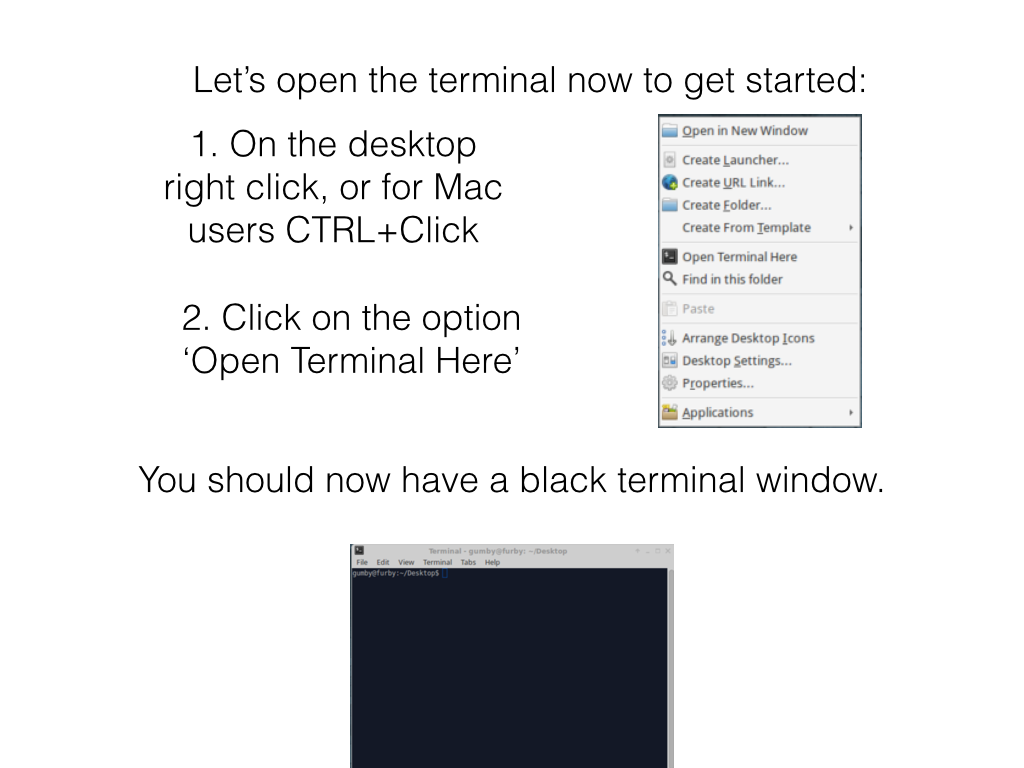 Let’s open the terminal now to get started:
1. On the desktop
right click, or for Mac
users CTRL+Click
2. Click on the option
‘Open Terminal Here’
Open in New Window
Create Launcher...
Create URL Link...
Create Folder...
Create From Template
Open Terminal Here
Find in this folder
Paste
Arrange Desktop Icons
Desktop Settings...
Properties...
Applications
You should now have a black terminal window.
Terminal - gumby@furby: ~/Desktop
File Edit View Terminal Tabs Help
gumby@furby:~/Desktop$